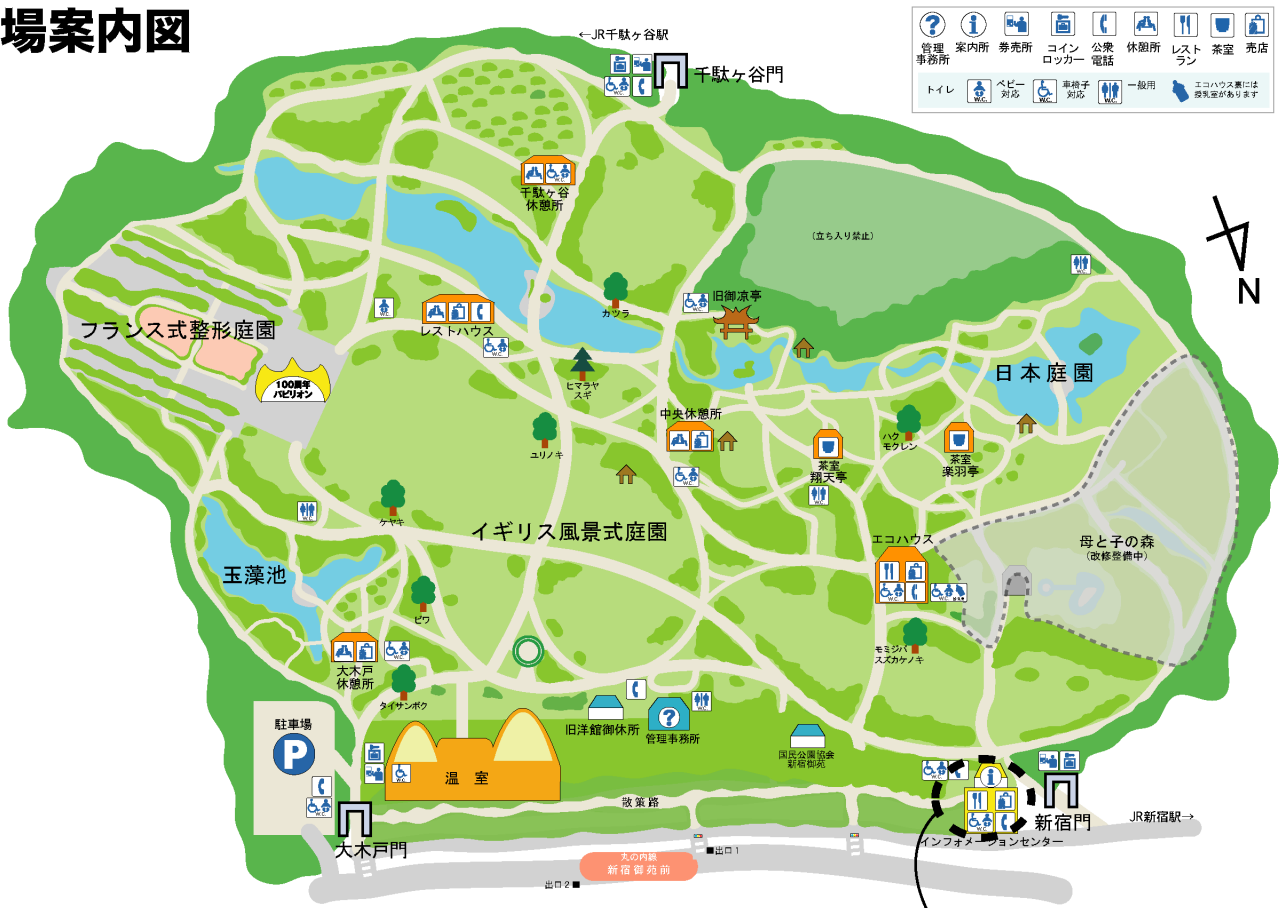 場案内図
←JR千駄ヶ谷駅
千駄ヶ谷門
管理
事務所
案内所
券売所
コイン
ロッカー
公衆
電話
休憩所
レスト
ラン
茶室
売店
トイレ
ベビー
対応
車椅子
対応
一般用
エコハウス裏には
授乳室があります
W.C.
W.C.
W.C.
N
千駄ヶ谷
休憩所
(立ち入り禁止)
フランス式整形庭園
100周年
パビリオン
レストハウス
カツラ
旧御凉亭
ヒマラヤ
スギ
日本庭園
中央休憩所
ユリノキ
ハク
モクレン
茶室
翔天亭
茶室
楽羽亭
ケヤキ
イギリス風景式庭園
エコハウス
母と子の森
(改修整備中)
玉藻池
ビワ
モミジバ
スズカケノキ
大木戸
休憩所
タイサンボク
旧洋館御休所
管理事務所
国民公園協会
新宿御苑
駐車場
P
温室
散策路
大木戸門
新宿門
JR新宿駅→
インフォメーションセンター
丸の内線
新宿御苑前
■出口1
出口2■